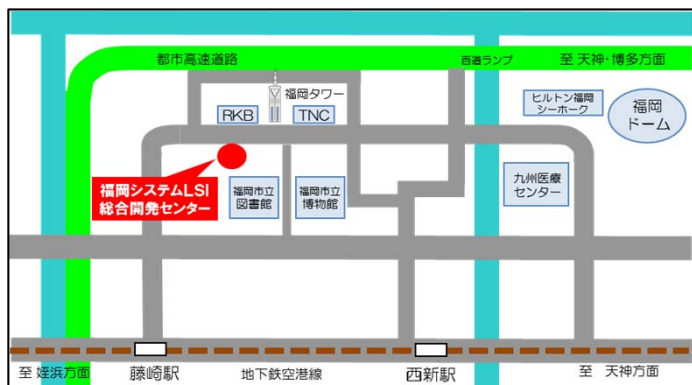 都市高速道路
百道ランプ
至 天神・博多方面
福岡タワー
ヒルトン福岡
シーホーク
福岡
ドーム
RKB
TNC
福岡システムLSI
総合開発センター
福岡市立
図書館
福岡市立
博物館
九州医療
センター
至 姪浜方面
藤崎駅
地下鉄空港線
西新駅
至 天神方面